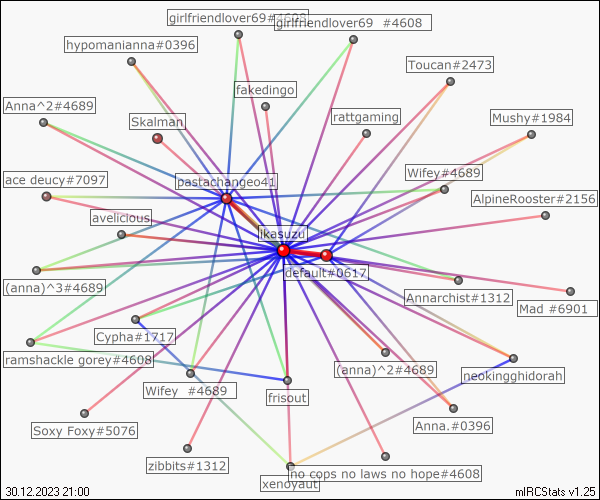 girlfriendlover69#4608
girlfriendlover69 #4608
hypomanianna#0396
Toucan#2473
fakedingo
Anna^2#4689
Skalman
rattgaming
Mushy#1984
Wifey#4689
ace deucy#7097
pastachangeo41
AlpineRooster#2156
avelicious
ikasuzu
default#0617
(anna)^3#4689
Annarchist#1312
Mad #6901
Cypha#1717
ramshackle gorey#4608
(anna)^2#4689
neokingghidorah
Wifey #4689
frisout
Soxy Foxy#5076
Anna.#0396
zibbits#1312
no cops no laws no hope#4608
xenoyaut
30.12.2023 21:00
mIRCStats v1.25